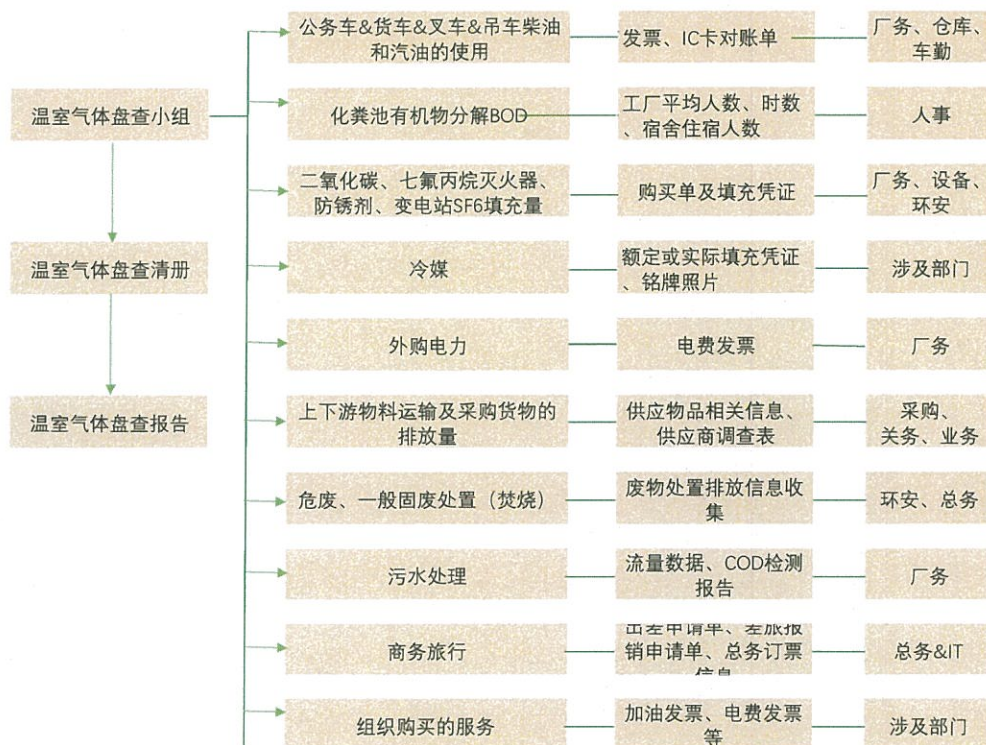 公务车&货车&叉车&吊车柴油
和汽油的使用
发票、IC卡对账单
厂务、仓库、
车勤
温室气体盘查小组
化粪池有机物分解BOD
工厂平均人数、时数
、宿舍住宿人数
人事
二氧化碳、七氟丙烷灭火器、
防锈剂、变电站SF6填充量
购买单及填充凭证
厂务、设备、
环安
温室气体盘查清册
冷媒
额定或实际填充凭证
、铭牌照片
涉及部门
外购电力
电费发票
厂务
温室气体盘查报告
上下游物料运输及采购货物的
排放量
供应物品相关信息、
供应商调查表
采购、
关务、业务
危废、一般固废处置（焚烧）
废物处置排放信息收
集
环安、总务
污水处理
流量数据、COD检测
报告
厂务
商务旅行
出差申请单、差旅报
销申请单、总务订票
信息
总务&IT
组织购买的服务
加油发票、电费发票
等
涉及部门